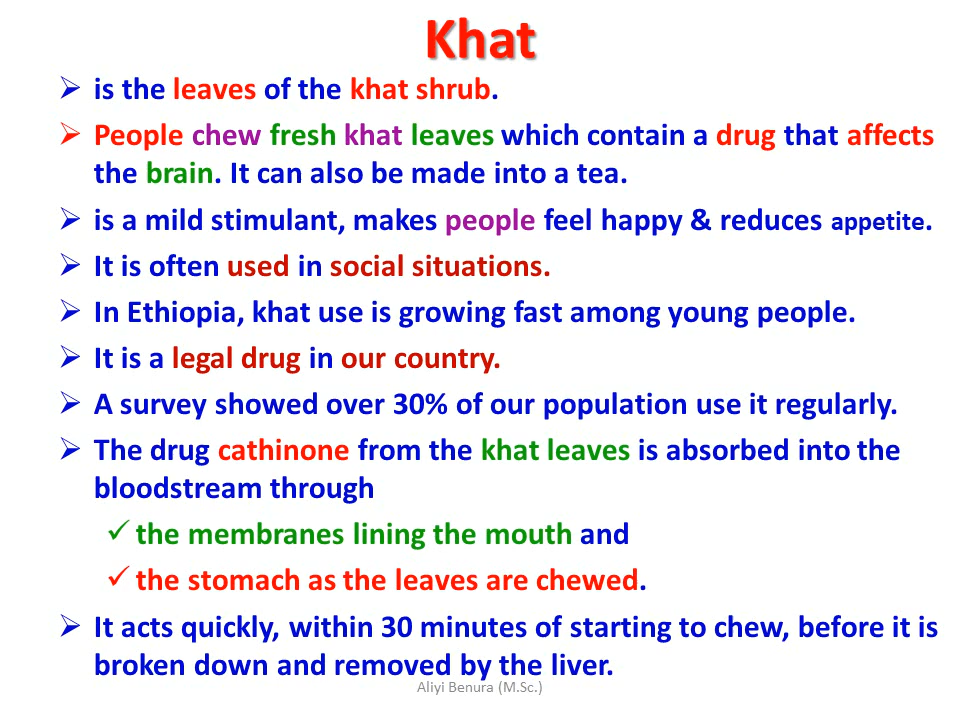 Khat
➢ is the leaves of the khat shrub.
➢ People chew fresh khat leaves which contain a drug that affects
the brain. It can also be made into a tea.
➢ is a mild stimulant, makes people feel happy & reduces appetite.
➢ It is often used in social situations.
➢ In Ethiopia, khat use is growing fast among young people.
➢ It is a legal drug in our country.
➢ A survey showed over 30% of our population use it regularly.
➢ The drug cathinone from the khat leaves is absorbed into the
bloodstream through
✓ the membranes lining the mouth and
✓ the stomach as the leaves are chewed.
➢ It acts quickly, within 30 minutes of starting to chew, before it is
broken down and removed by the liver.
Aliyi Benura (M.Sc.)